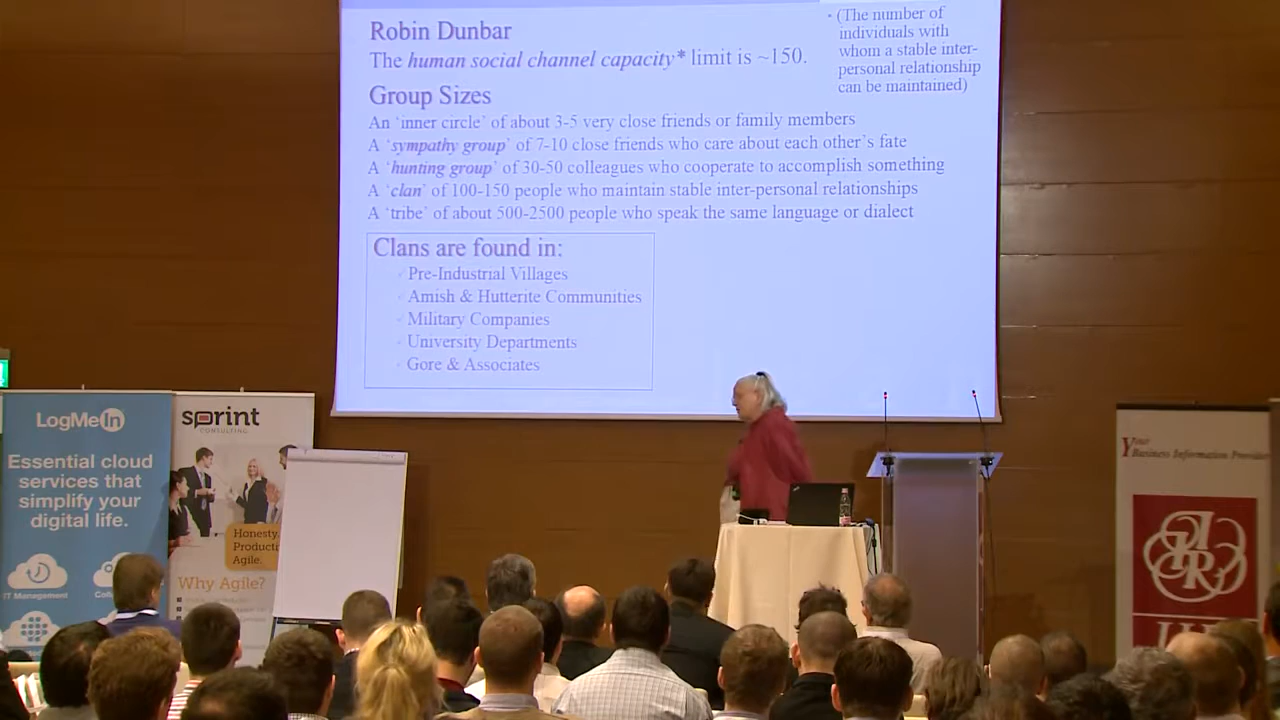 Robin Dunbar
The human social channel capacity* limit is ~150.
• (The number of
individuals with
whom a stable inter-
personal relationship
can be maintained)
Group Sizes
An 'inner circle' of about 3-5 very close friends or family members
A 'sympathy group' of 7-10 close friends who care about each other's fate
A 'hunting group' of 30-50 colleagues who cooperate to accomplish something
A 'clan' of 100-150 people who maintain stable inter-personal relationships
A 'tribe' of about 500-2500 people who speak the same language or dialect
Clans are found in:
Pre-Industrial Villages
Amish & Hutterite Communities
Military Companies
University Departments
Gore & Associates
LogMeIn
Essential cloud
services that
simplify your
digital life.
IT Management
sprint
CONSULTING
Honesty.
Agile.
Why Agile?
Your
Business Information Provider
IIR